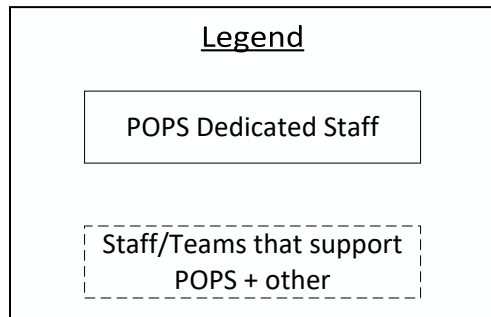 Legend
POPS Dedicated Staff
Staff/Teams that support
POPS + other